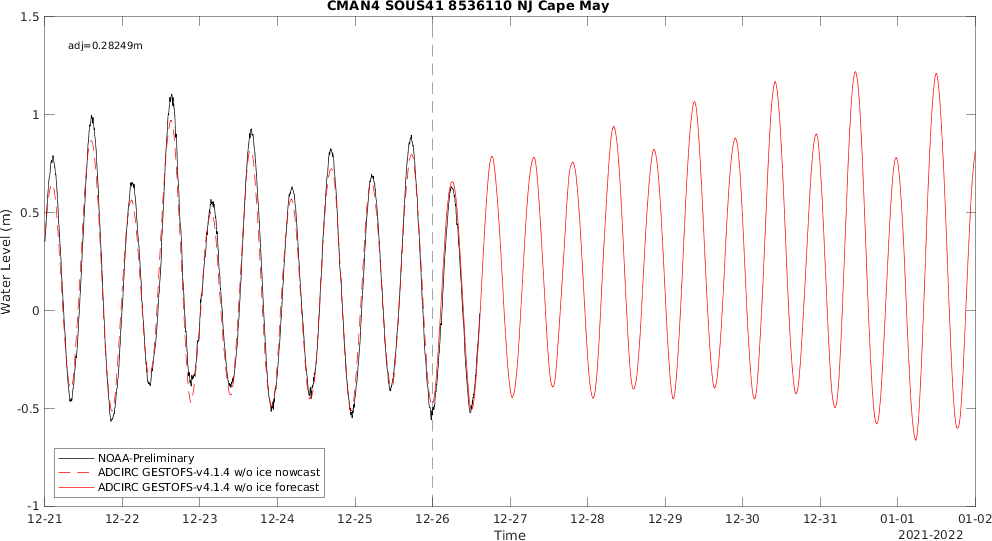 CMAN4 SOUS41 8536110 NJ Cape May
adj=0.28249m
Water Level (m)
1.5
1
0.5
0
-0.5
-1
NOAA-Preliminary
ADCIRC GESTOFS-v4.1.4 w/o ice nowcast
ADCIRC GESTOFS-v4.1.4 w/o ice forecast
12-21 12-22 12-23 12-24 12-25 12-26 12-27 12-28 12-29 12-30 12-31 01-01 01-02
Time
2021-2022